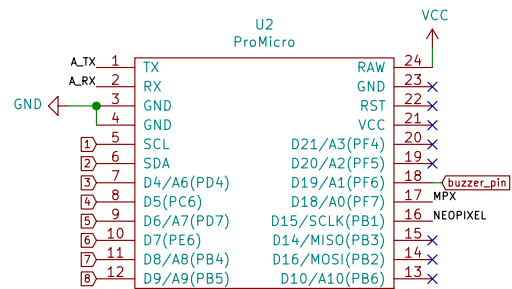 VCC
U2
ProMicro
A_TX 1 TX RAW 24
A_RX 2 RX GND 23
GND 3 GND RST 22
4 GND VCC 21
1 5 SCL D21/A3(PF4) 20
2 6 SDA D20/A2(PF5) 19
3 7 D4/A6(PD4) D19/A1(PF6) 18 buzzer_pin
4 8 D5(PC6) D18/A0(PF7) 17 MPX
5 9 D6/A7(PD7) D15/SCLK(PB1) 16 NEOPIXEL
6 10 D7(PE6) D14/MISO(PB3) 15
7 11 D8/A8(PB4) D16/MOSI(PB2) 14
8 12 D9/A9(PB5) D10/A10(PB6) 13